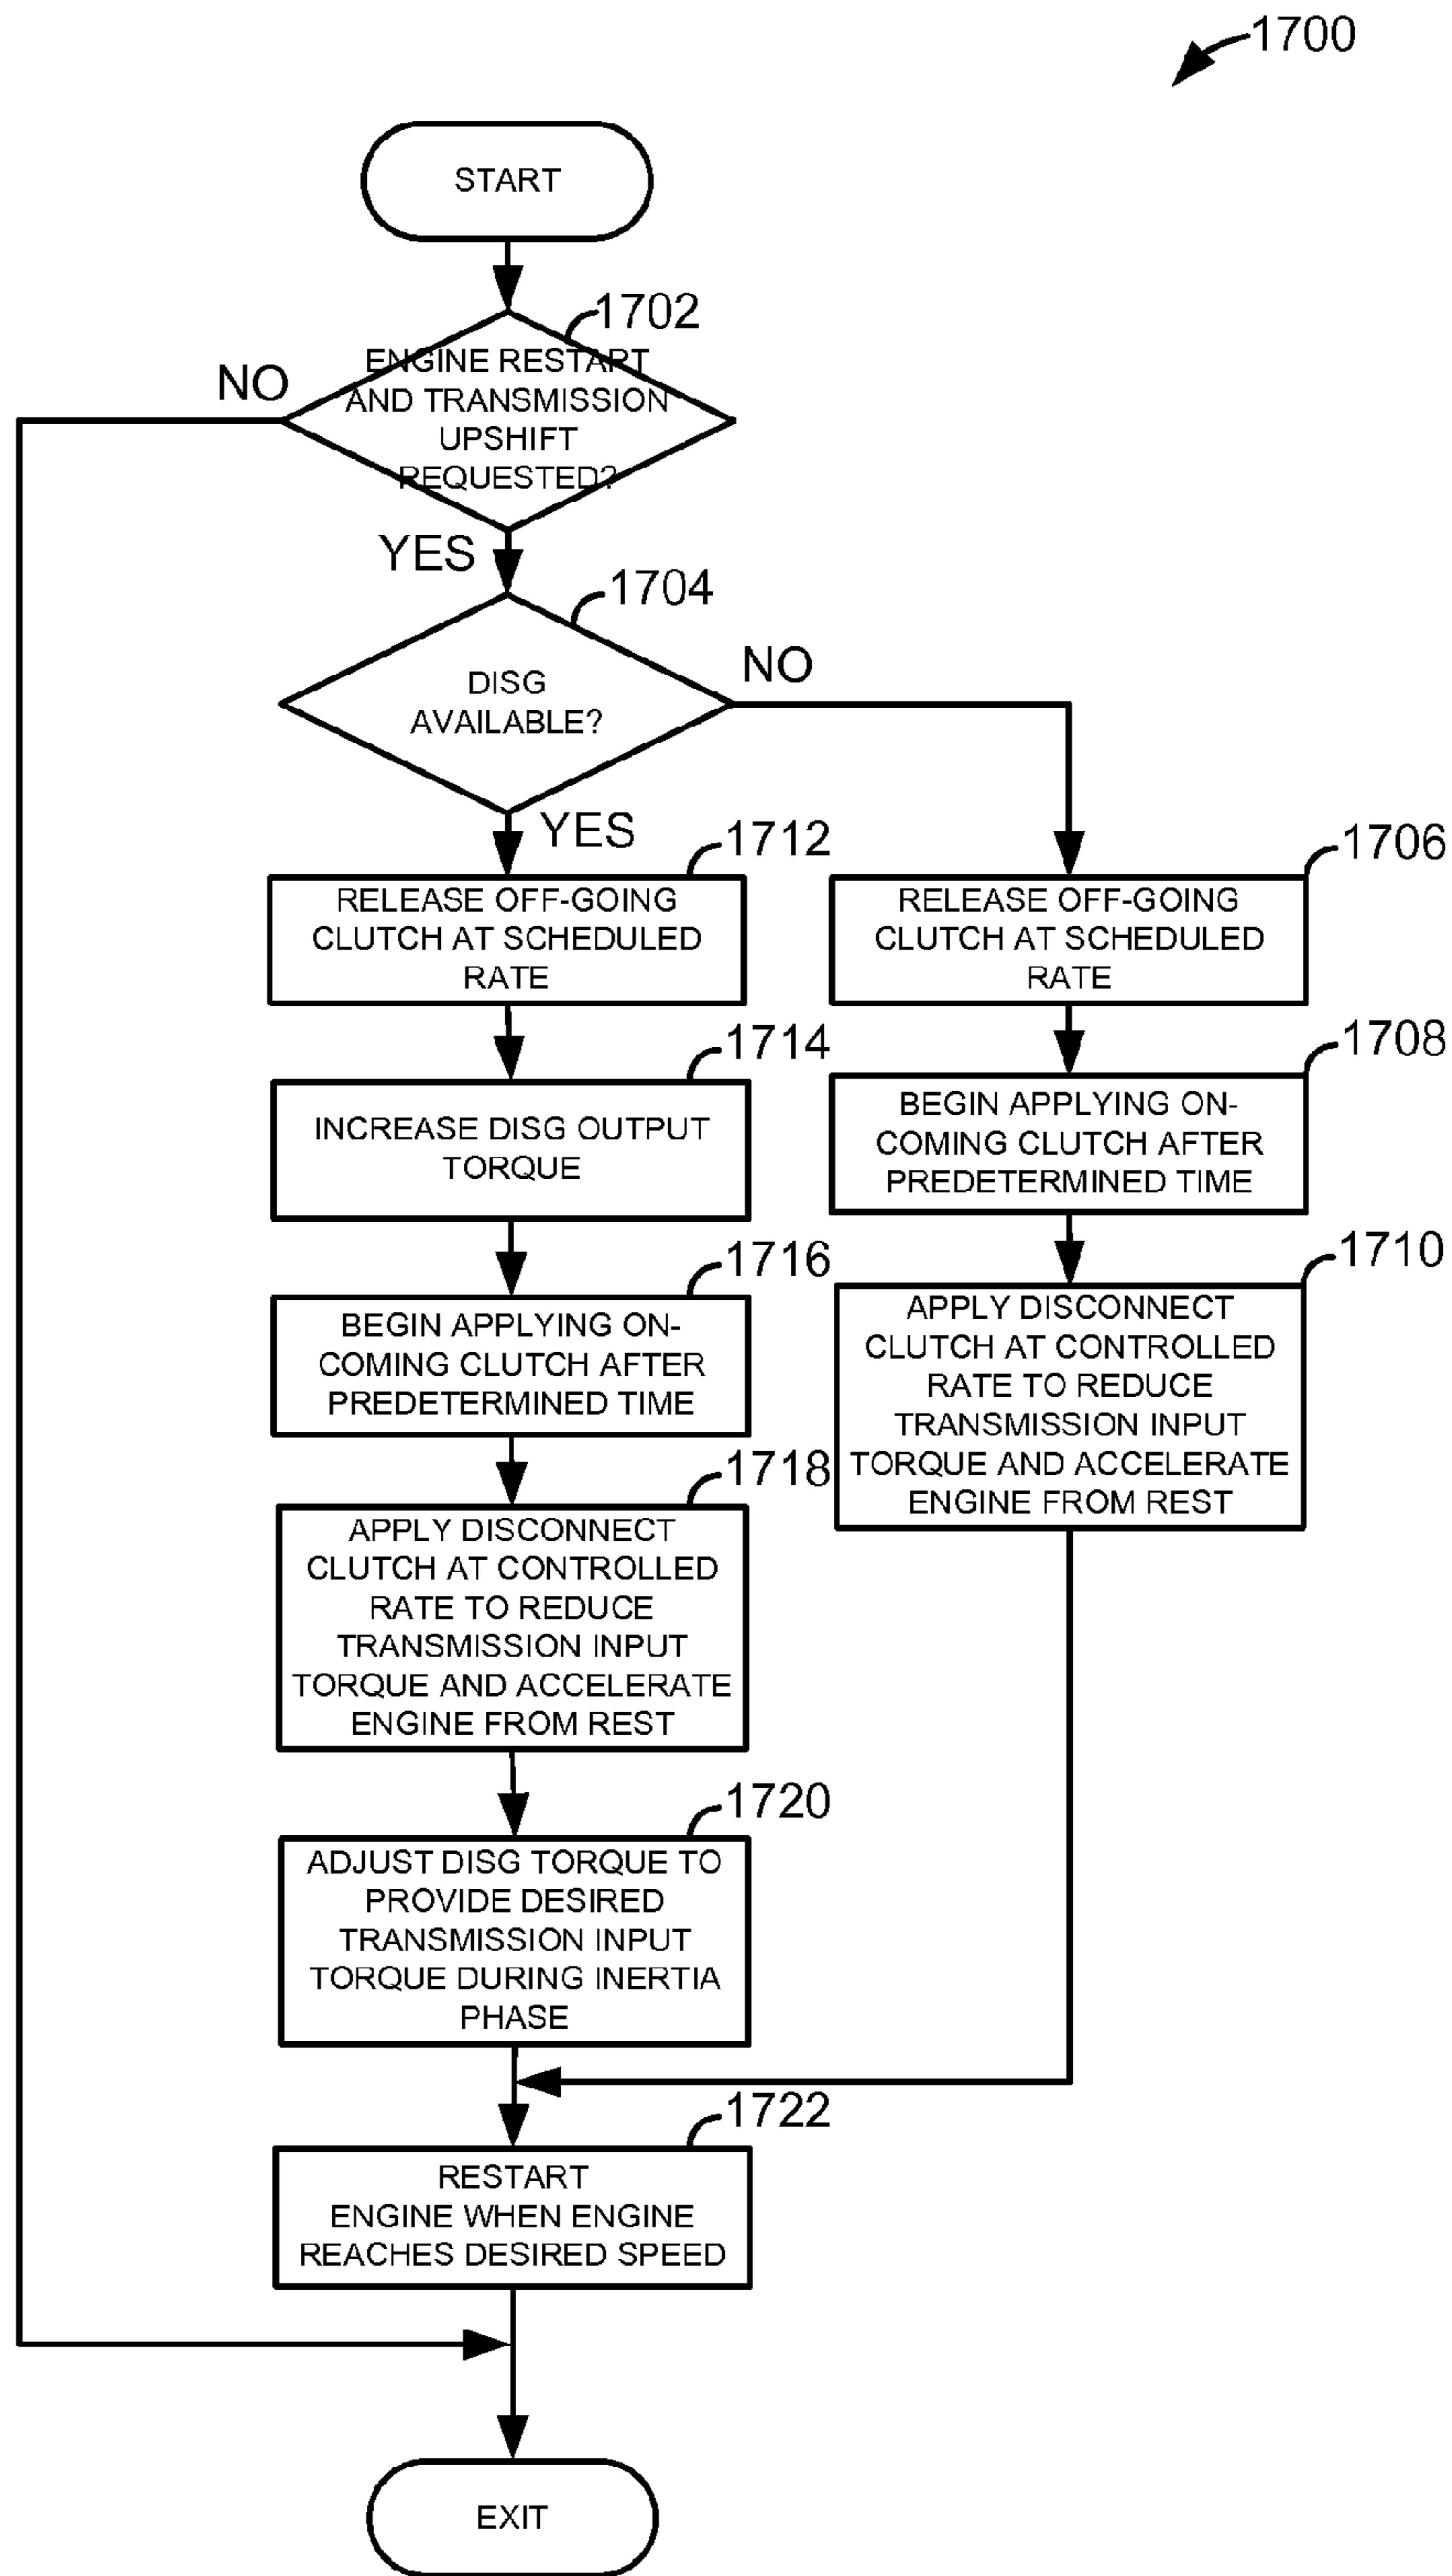 1700
START
1702
ENGINE RESTART
AND TRANSMISSION
UPSHIFT
REQUESTED?
NO
YES
1704
DISG
AVAILABLE?
NO
YES
1712
RELEASE OFF-GOING
CLUTCH AT SCHEDULED
RATE
1706
RELEASE OFF-GOING
CLUTCH AT SCHEDULED
RATE
1714
INCREASE DISG OUTPUT
TORQUE
1708
BEGIN APPLYING ON-
COMING CLUTCH AFTER
PREDETERMINED TIME
1716
BEGIN APPLYING ON-
COMING CLUTCH AFTER
PREDETERMINED TIME
1710
APPLY DISCONNECT
CLUTCH AT CONTROLLED
RATE TO REDUCE
TRANSMISSION INPUT
TORQUE AND ACCELERATE
ENGINE FROM REST
1718
APPLY DISCONNECT
CLUTCH AT CONTROLLED
RATE TO REDUCE
TRANSMISSION INPUT
TORQUE AND ACCELERATE
ENGINE FROM REST
1720
ADJUST DISG TORQUE TO
PROVIDE DESIRED
TRANSMISSION INPUT
TORQUE DURING INERTIA
PHASE
1722
RESTART
ENGINE WHEN ENGINE
REACHES DESIRED SPEED
EXIT